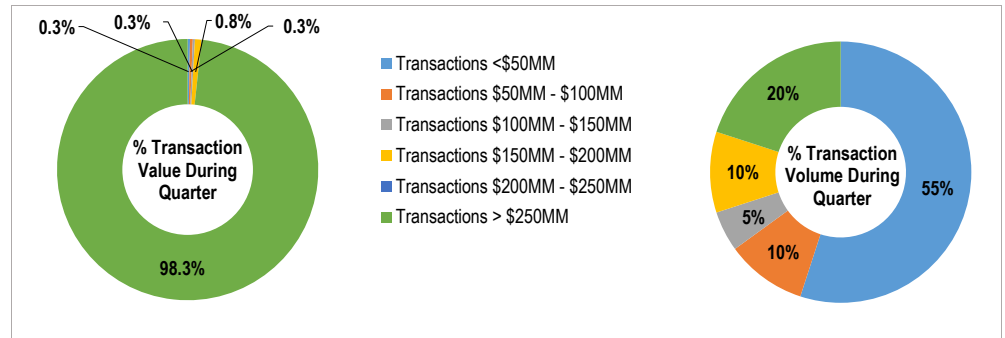 0.3%
0.3%
0.8%
0.3%
% Transaction
Value During
Quarter
98.3%
Transactions <$50MM
Transactions $50MM - $100MM
Transactions $100MM - $150MM
Transactions $150MM - $200MM
Transactions $200MM - $250MM
Transactions > $250MM
20%
10%
% Transaction
Volume During
Quarter
55%
5%
10%